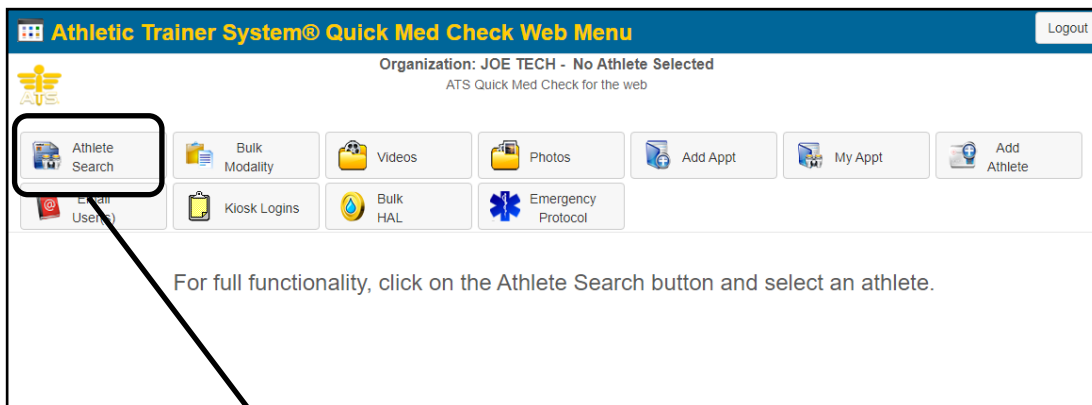 Athletic Trainer System® Quick Med Check Web Menu
Logout
Organization: JOE TECH - No Athlete Selected
ATS Quick Med Check for the web
ATS
Athlete
Search
Bulk
Modality
Videos
Photos
Add Appt
My Appt
Add
Athlete
Email
User(s)
Kiosk Logins
Bulk
HAL
Emergency
Protocol
For full functionality, click on the Athlete Search button and select an athlete.